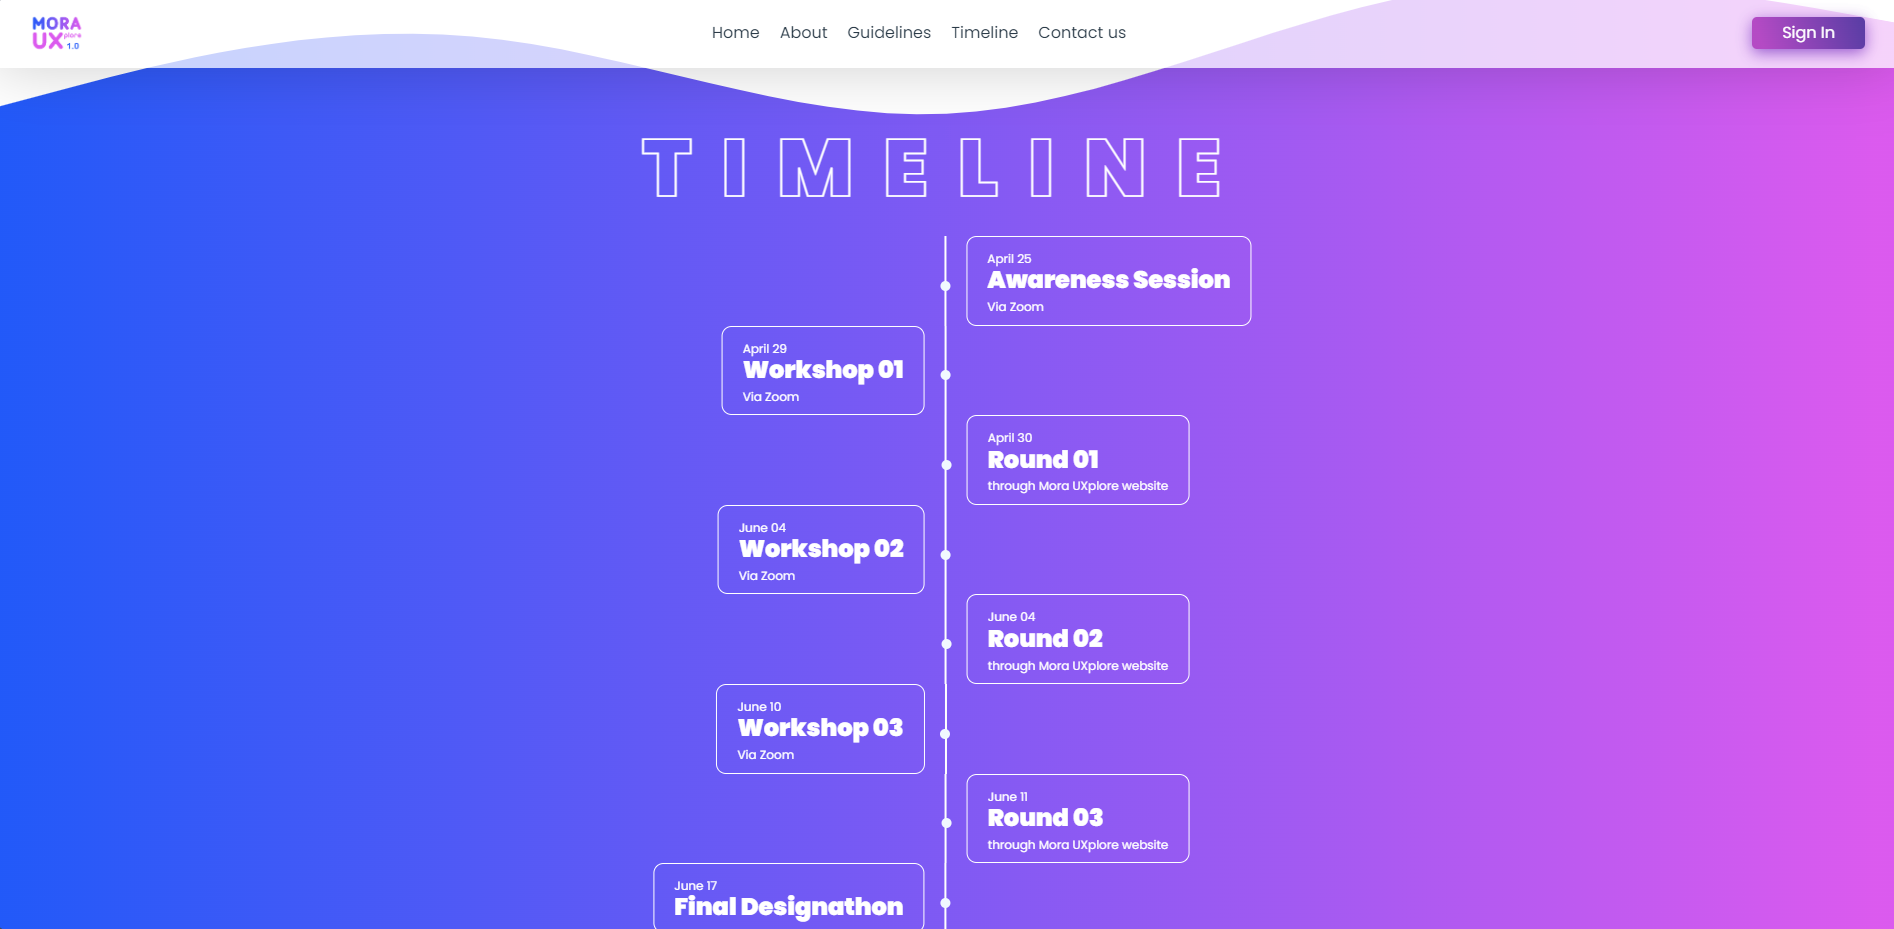 MORA
UXplore
1.0
Home About Guidelines Timeline Contact us
Sign In
TIMELINE
April 25
Awareness Session
Via Zoom
April 29
Workshop 01
Via Zoom
April 30
Round 01
through Mora UXplore website
June 04
Workshop 02
Via Zoom
June 04
Round 02
through Mora UXplore website
June 10
Workshop 03
Via Zoom
June 11
Round 03
through Mora UXplore website
June 17
Final Designathon